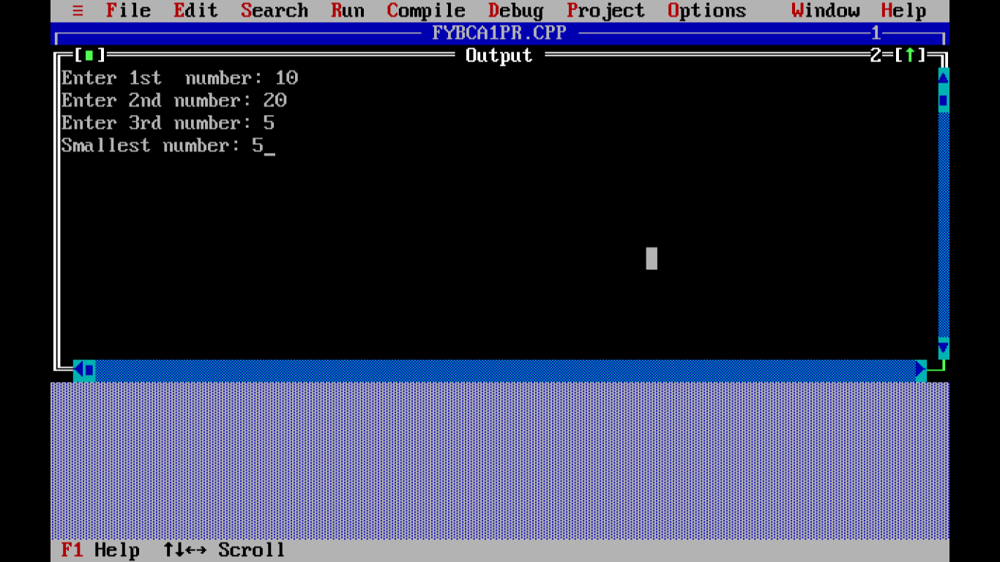 ≡ File Edit Search Run Compile Debug Project Options Window Help
FYBCA1PR.CPP 1
[■] Output 2=[↑]
Enter 1st  number: 10
Enter 2nd number: 20
Enter 3rd number: 5
Smallest number: 5_
F1 Help ↑↓↔ Scroll